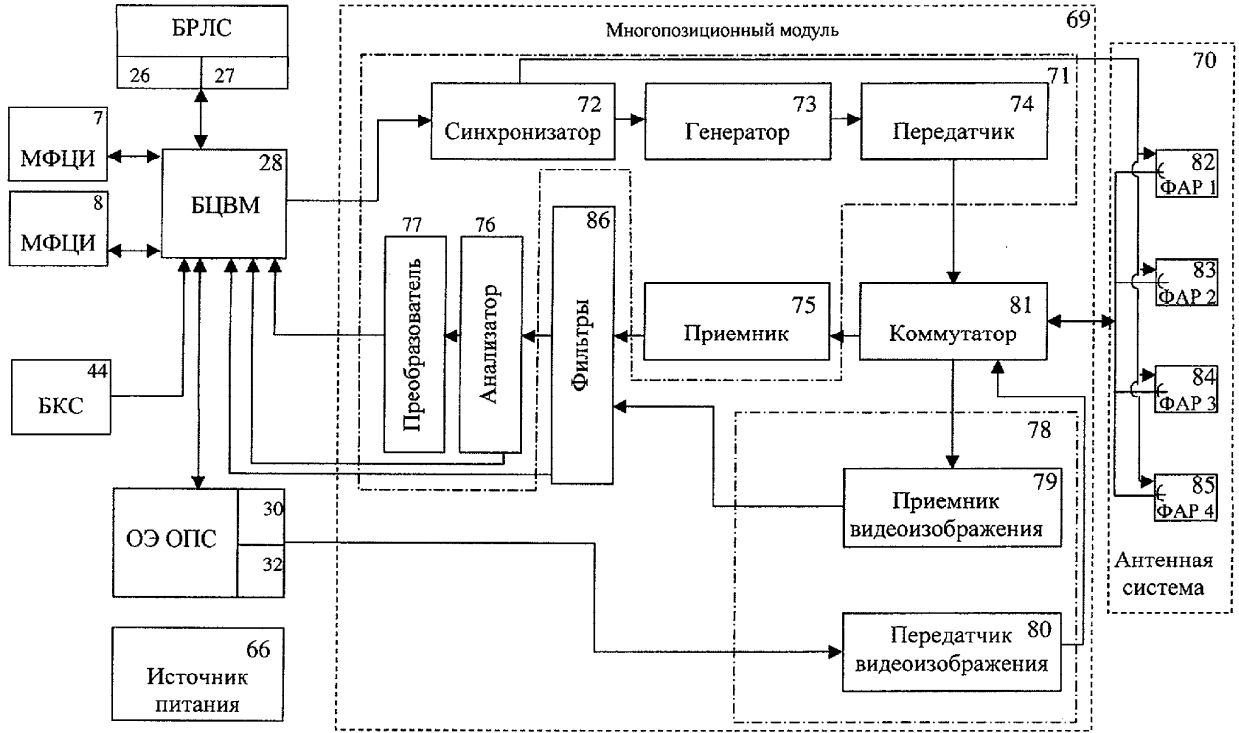 БРЛС
26 27
7
МФЦИ
8
МФЦИ
28
БЦВМ
44
БКС
ОЭ ОПС
30
32
66
Источник
питания
Многопозиционный модуль
69
71
72
Синхронизатор
73
Генератор
74
Передатчик
77
Преобразователь
76
Анализатор
86
Фильтры
75
Приемник
81
Коммутатор
78
79
Приемник
видеоизображения
80
Передатчик
видеоизображения
70
82
ФАР 1
83
ФАР 2
84
ФАР 3
85
ФАР 4
Антенная
система